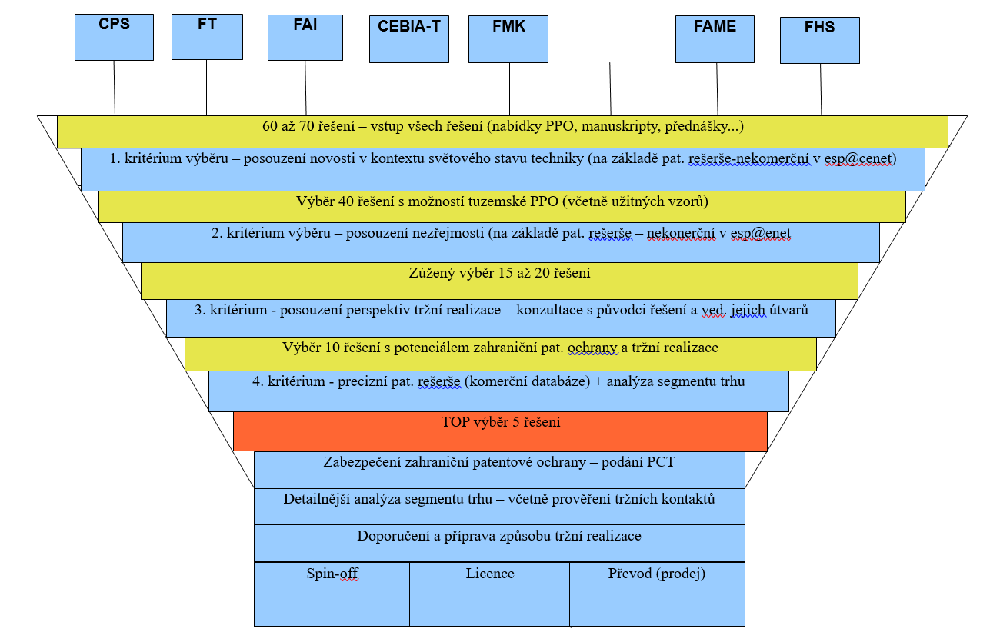 CPS
FT
FAI
CEBIA-T
FMK
FAME
FHS
60 až 70 řešení – vstup všech řešení (nabídky PPO, manuskripty, přednášky...)
1. kritérium výběru – posouzení novosti v kontextu světového stavu techniky (na základě pat. rešerše-nekomerční v esp@cenet)
Výběr 40 řešení s možností tuzemské PPO (včetně užitných vzorů)
2. kritérium výběru – posouzení nezřejmosti (na základě pat. rešerše – nekonerční v esp@enet
Zúžený výběr 15 až 20 řešení
3. kritérium - posouzení perspektiv tržní realizace – konzultace s původci řešení a ved. jejich útvarů
Výběr 10 řešení s potenciálem zahraniční pat. ochrany a tržní realizace
4. kritérium - precizní pat. rešerše (komerční databáze) + analýza segmentu trhu
TOP výběr 5 řešení
Zabezpečení zahraniční patentové ochrany – podání PCT
Detailnější analýza segmentu trhu – včetně prověření tržních kontaktů
Doporučení a příprava způsobu tržní realizace
-
Spin-off
Licence
Převod (prodej)